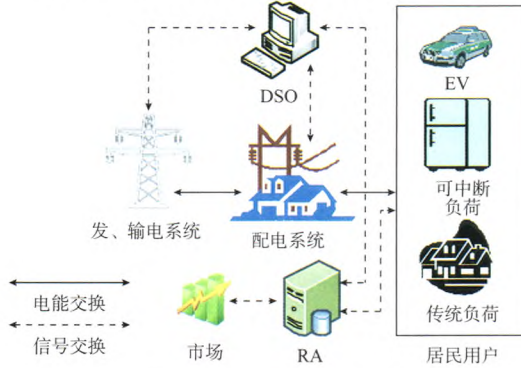 DSO
EV
可中断
负荷
发、输电系统
配电系统
电能交换
传统负荷
信号交换
市场
RA
居民用户